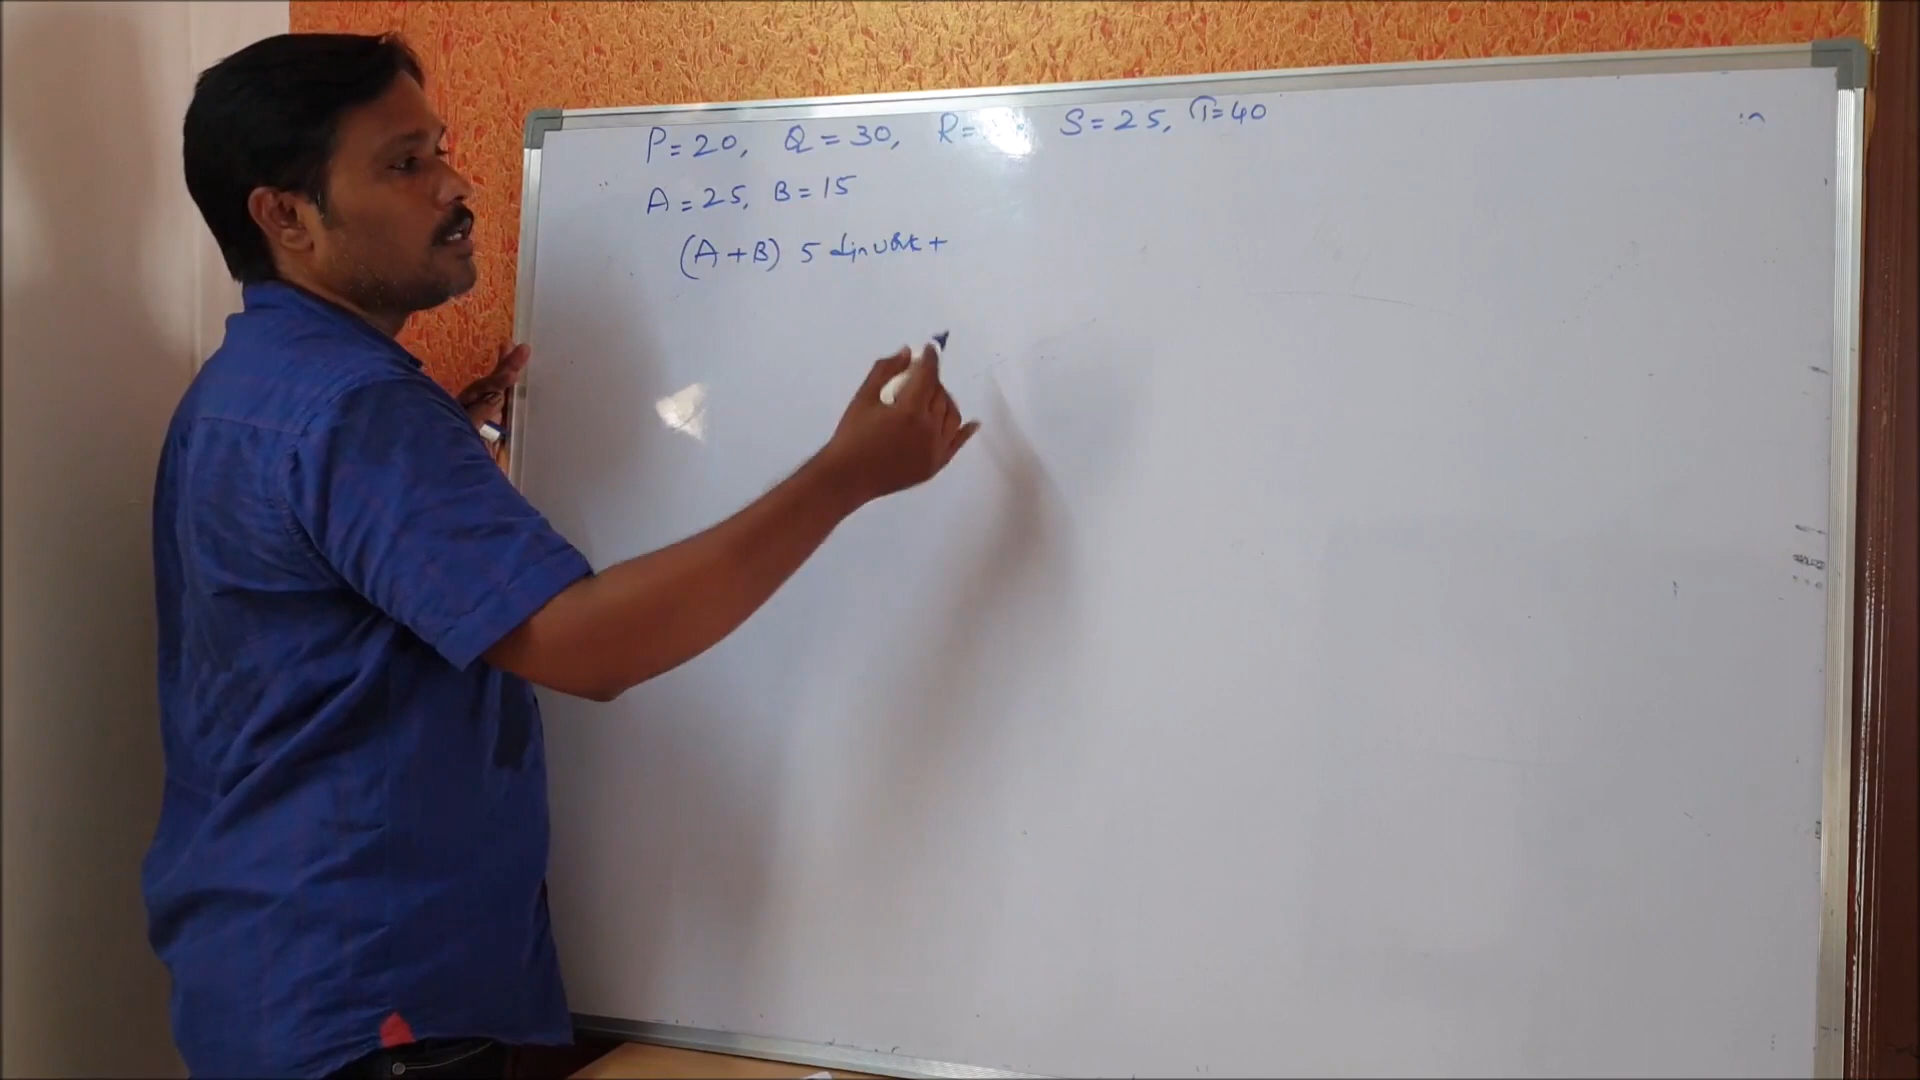 P = 20, Q = 30, R = S = 25, T = 40
A = 25, B = 15
(A + B) 5 +